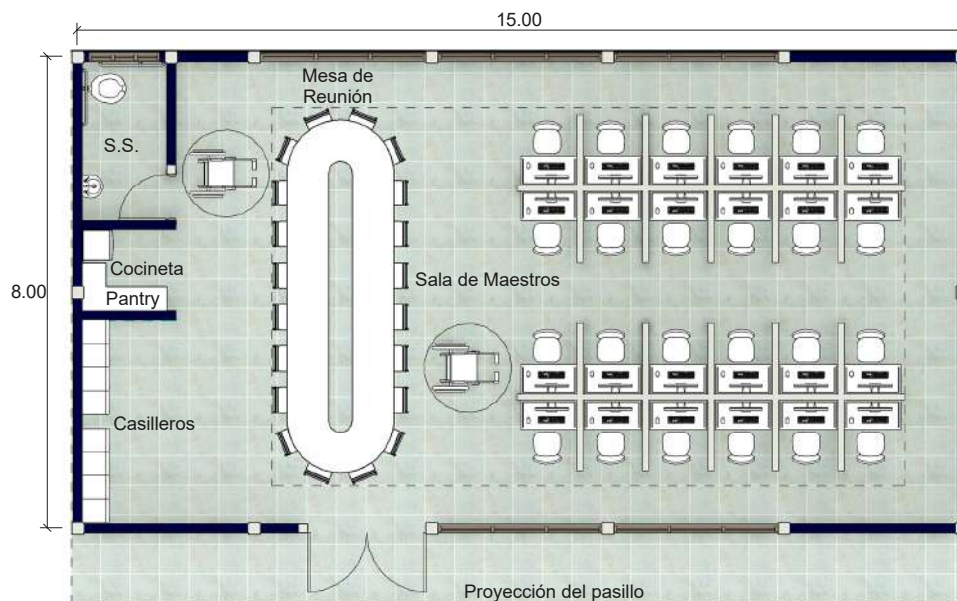 15.00
Mesa de
Reunión
S.S.
Cocineta
Sala de Maestros
8.00
Pantry
Casilleros
Proyección del pasillo